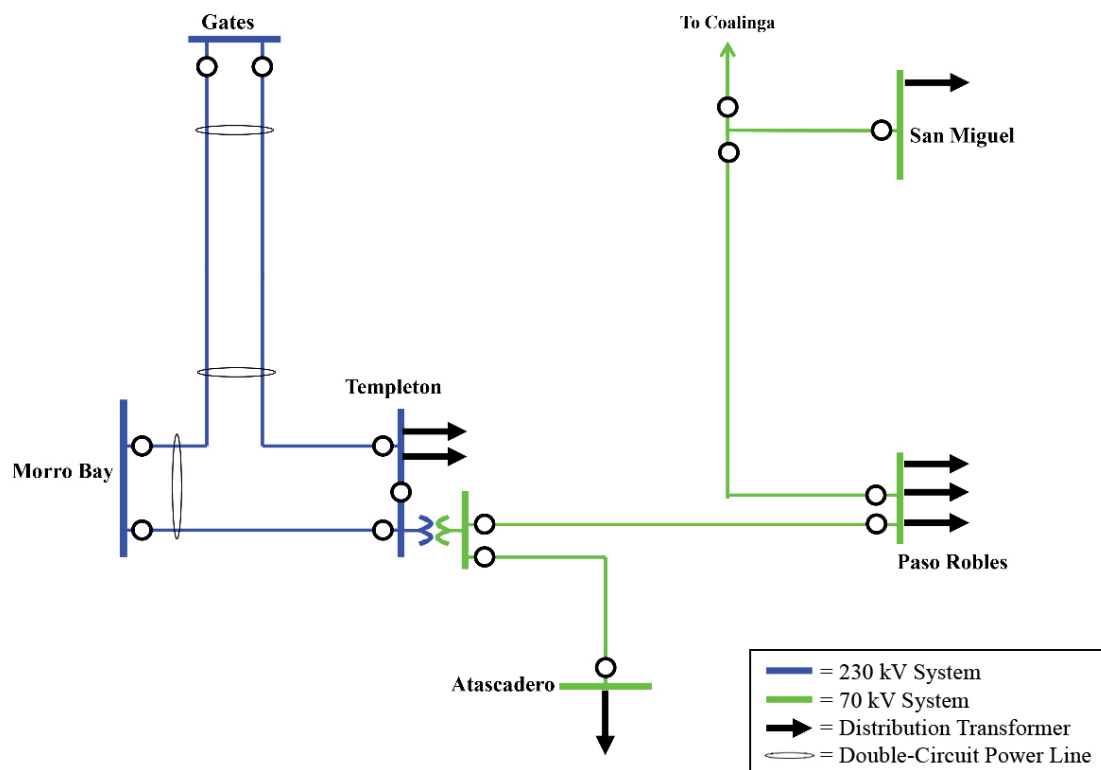 Gates
To Coalinga
San Miguel
Templeton
Morro Bay
Paso Robles
Atascadero
= 230 kV System
= 70 kV System
= Distribution Transformer
= Double-Circuit Power Line